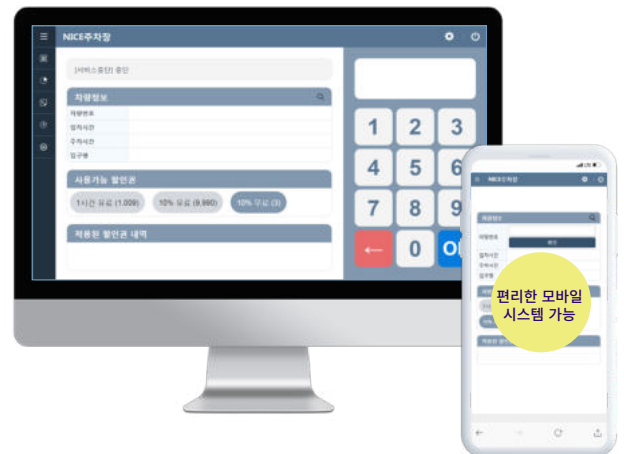 NICE주차장
[서비스중단] 중단
차량정보
차량번호
입차시간
주차시간
입구명
사용가능 할인권
1시간 유료 (1,009)
10% 유료 (9,990)
10% 무료 (3)
적용된 할인권 내역
1 2 3
4 5 6
7 8 9
← 0
NICE주차장
차량정보
차량번호
입차시간
주차시간
입구명
편리한 모바일
시스템 가능